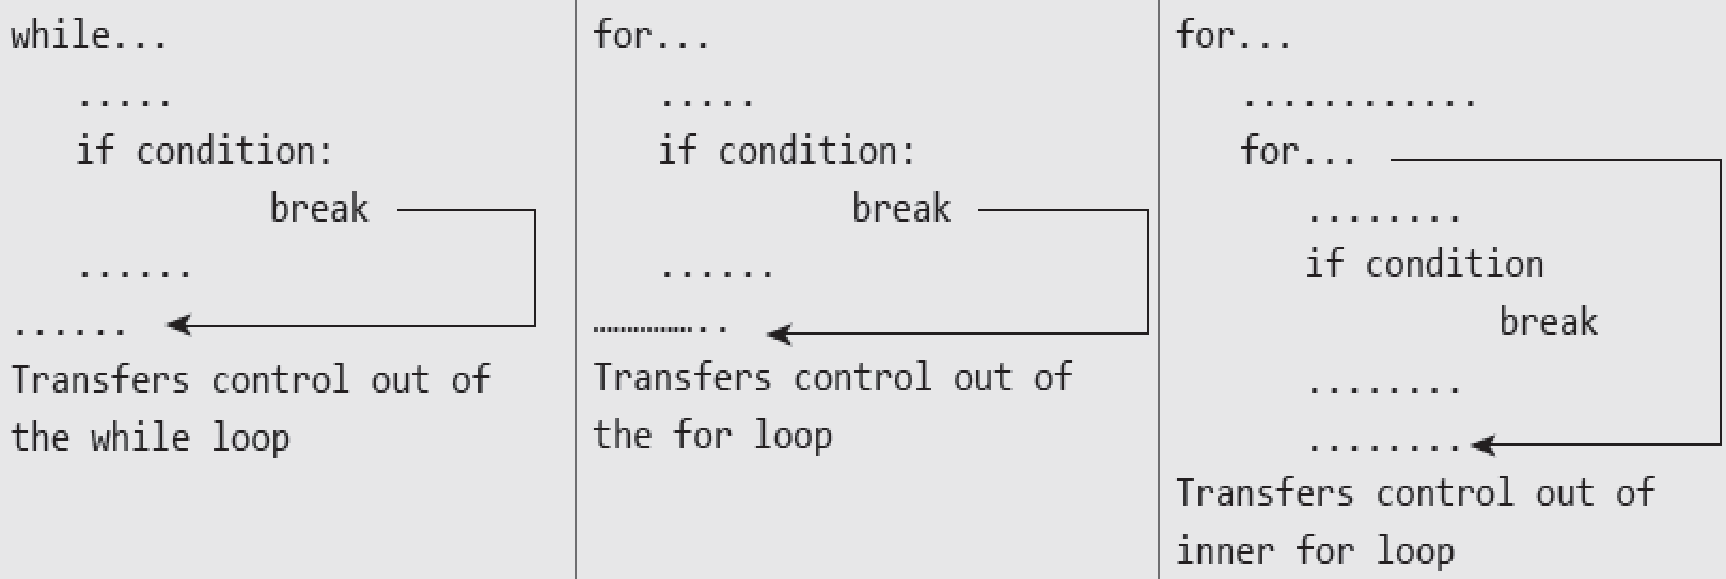 while...
.....
if condition:
break
......
......
Transfers control out of
the while loop
for...
.....
if condition:
break
......
.................
Transfers control out of
the for loop
for...
............
for...
........
if condition
break
........
........
Transfers control out of
inner for loop